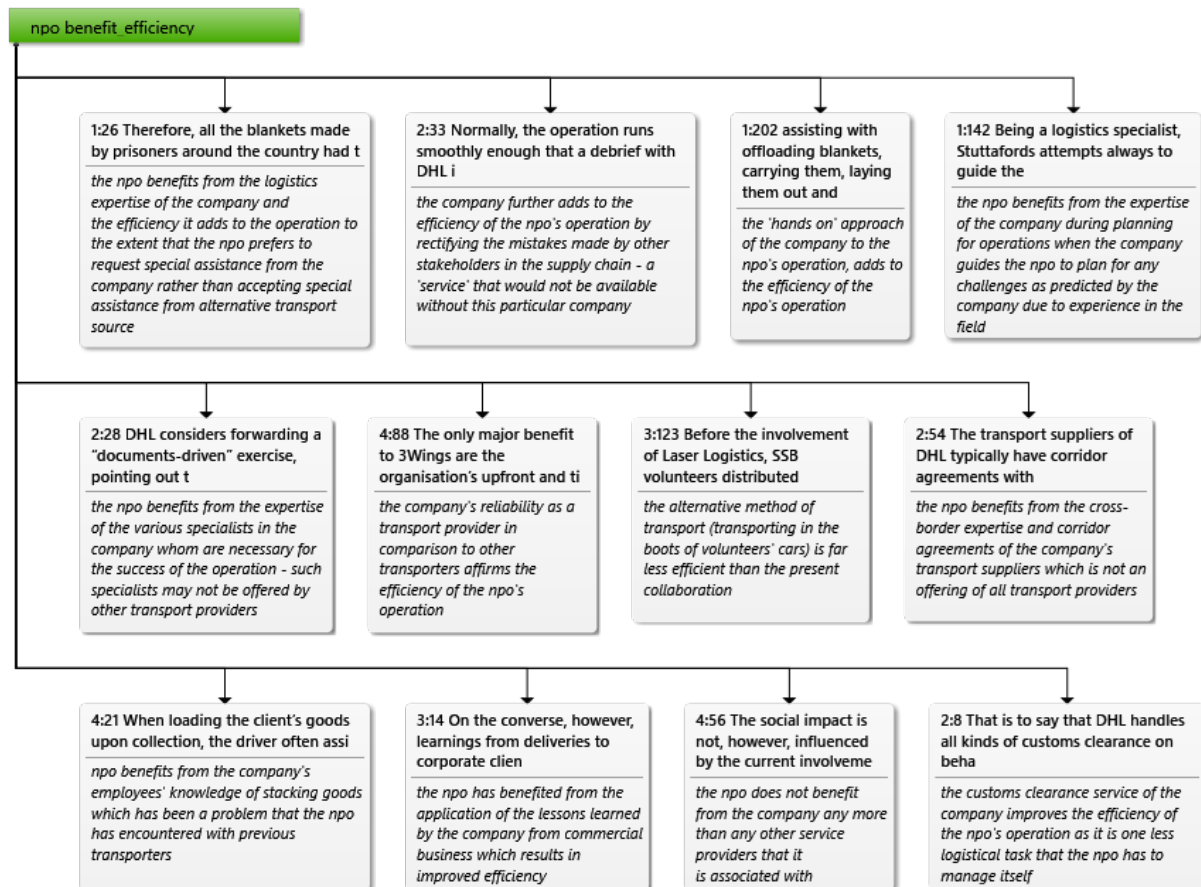 npo benefit_efficiency
1:26 Therefore, all the blankets made
by prisoners around the country had t
the npo benefits from the logistics
expertise of the company and
the efficiency it adds to the operation to
the extent that the npo prefers to
request special assistance from the
company rather than accepting special
assistance from alternative transport
source
2:33 Normally, the operation runs
smoothly enough that a debrief with
DHL i
the company further adds to the
efficiency of the npo's operation by
rectifying the mistakes made by other
stakeholders in the supply chain - a
'service' that would not be available
without this particular company
1:202 assisting with
offloading blankets,
carrying them, laying
them out and
the 'hands on' approach
of the company to the
npo's operation, adds to
the efficiency of the
npo's operation
1:142 Being a logistics specialist,
Stuttafords attempts always to
guide the
the npo benefits from the expertise
of the company during planning
for operations when the company
guides the npo to plan for any
challenges as predicted by the
company due to experience in the
field
2:28 DHL considers forwarding a
“documents-driven” exercise,
pointing out t
the npo benefits from the expertise
of the various specialists in the
company whom are necessary for
the success of the operation - such
specialists may not be offered by
other transport providers
4:88 The only major benefit
to 3Wings are the
organisation's upfront and ti
the company's reliability as a
transport provider in
comparison to other
transporters affirms the
efficiency of the npo's
operation
3:123 Before the involvement
of Laser Logistics, SSB
volunteers distributed
the alternative method of
transport (transporting in the
boots of volunteers' cars) is far
less efficient than the present
collaboration
2:54 The transport suppliers of
DHL typically have corridor
agreements with
the npo benefits from the cross-
border expertise and corridor
agreements of the company's
transport suppliers which is not an
offering of all transport providers
4:21 When loading the client's goods
upon collection, the driver often assi
npo benefits from the company's
employees' knowledge of stacking goods
which has been a problem that the npo
has encountered with previous
transporters
3:14 On the converse, however,
learnings from deliveries to
corporate clien
the npo has benefited from the
application of the lessons learned
by the company from commercial
business which results in
improved efficiency
4:56 The social impact is
not, however, influenced
by the current involveme
the npo does not benefit
from the company any more
than any other service
providers that it
is associated with
2:8 That is to say that DHL handles
all kinds of customs clearance on
beha
the customs clearance service of the
company improves the efficiency of
the npo's operation as it is one less
logistical task that the npo has to
manage itself